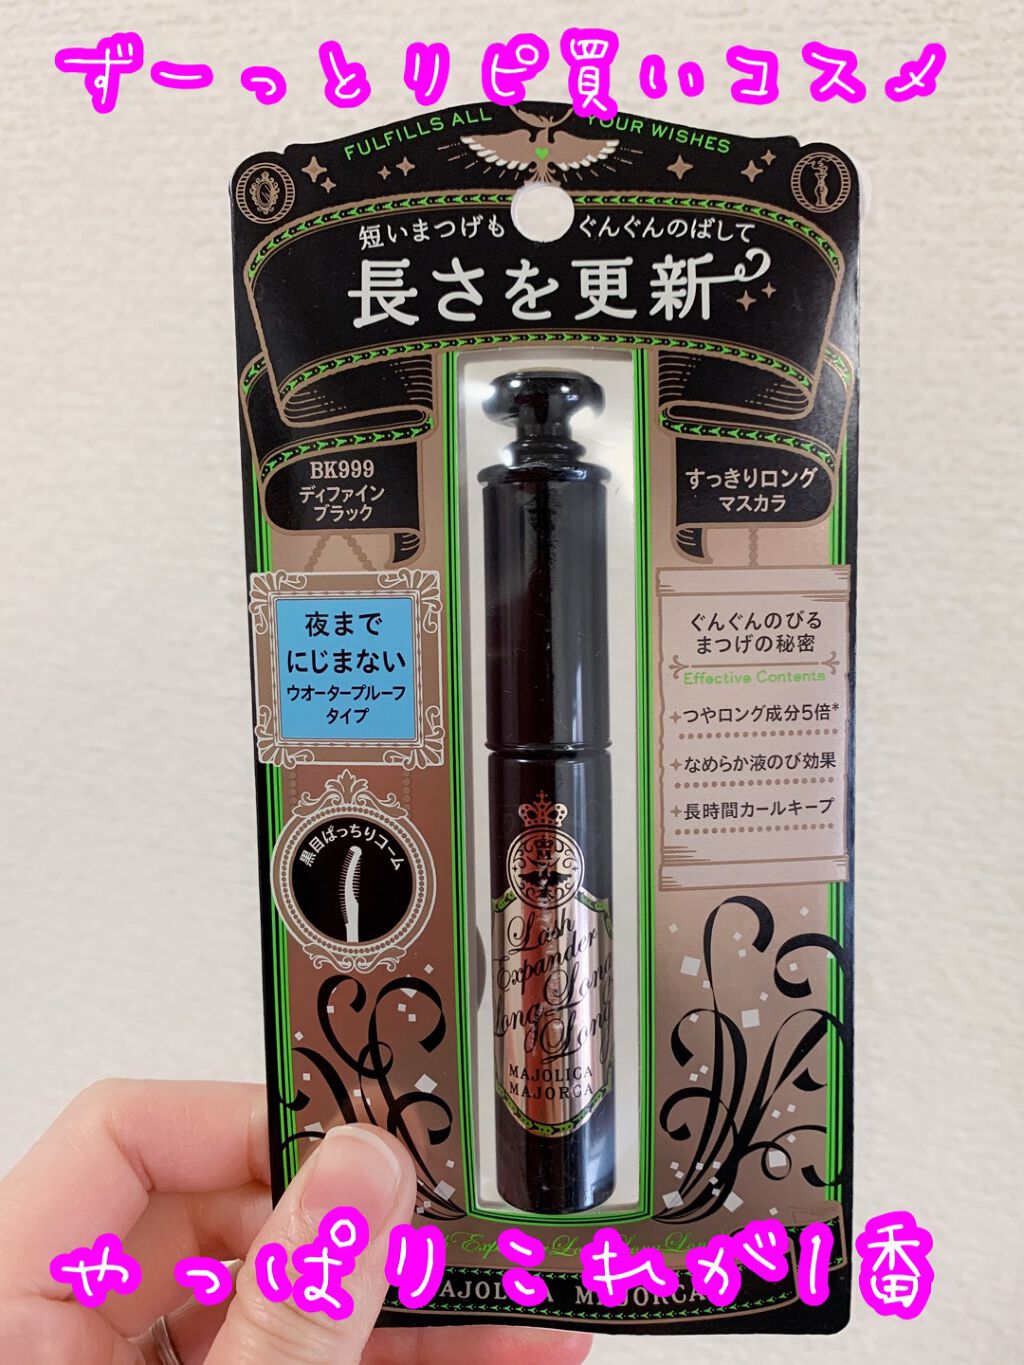 ずーっとリピ買いコスメ
FULFILLS ALL YOUR WISHES
短いまつげも ぐんぐんのばして
長さを更新
BK999
ディファイン
ブラック
すっきりロング
マスカラ
夜まで
にじまない
ウオータープルーフ
タイプ
黒目ぱっちりコーム
ぐんぐんのびる
まつげの秘密
Effective Contents
つやロング成分5倍*
なめらか液のび効果
長時間カールキープ
Lash
Expander
Long Long
Long
MAJOLICA
MAJORCA
やっぱりこれが1番
MAJOLICA MAJORCA